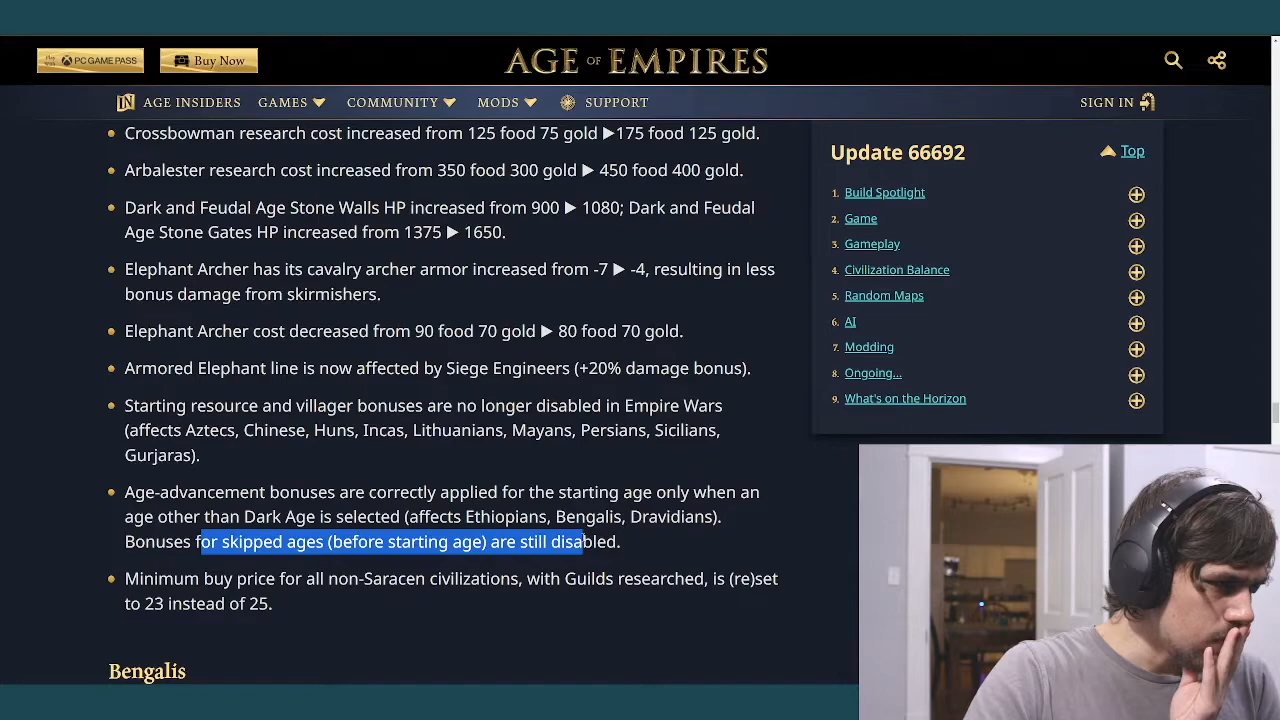 PC GAME PASS
Buy Now
AGE OF EMPIRES
AGE INSIDERS
GAMES
COMMUNITY
MODS
SUPPORT
SIGN IN
Crossbowman research cost increased from 125 food 75 gold ▶175 food 125 gold.
Arbalester research cost increased from 350 food 300 gold ▶ 450 food 400 gold.
Dark and Feudal Age Stone Walls HP increased from 900 ▶ 1080; Dark and Feudal
Age Stone Gates HP increased from 1375 ▶ 1650.
Elephant Archer has its cavalry archer armor increased from -7 ▶ -4, resulting in less
bonus damage from skirmishers.
Elephant Archer cost decreased from 90 food 70 gold ▶ 80 food 70 gold.
Armored Elephant line is now affected by Siege Engineers (+20% damage bonus).
Starting resource and villager bonuses are no longer disabled in Empire Wars
(affects Aztecs, Chinese, Huns, Incas, Lithuanians, Mayans, Persians, Sicilians,
Gurjaras).
Age-advancement bonuses are correctly applied for the starting age only when an
age other than Dark Age is selected (affects Ethiopians, Bengalis, Dravidians).
Bonuses for skipped ages (before starting age) are still disabled.
Minimum buy price for all non-Saracen civilizations, with Guilds researched, is (re)set
to 23 instead of 25.
Bengalis
Update 66692
Top
1. Build Spotlight
2. Game
3. Gameplay
4. Civilization Balance
5. Random Maps
6. AI
7. Modding
8. Ongoing...
9. What's on the Horizon